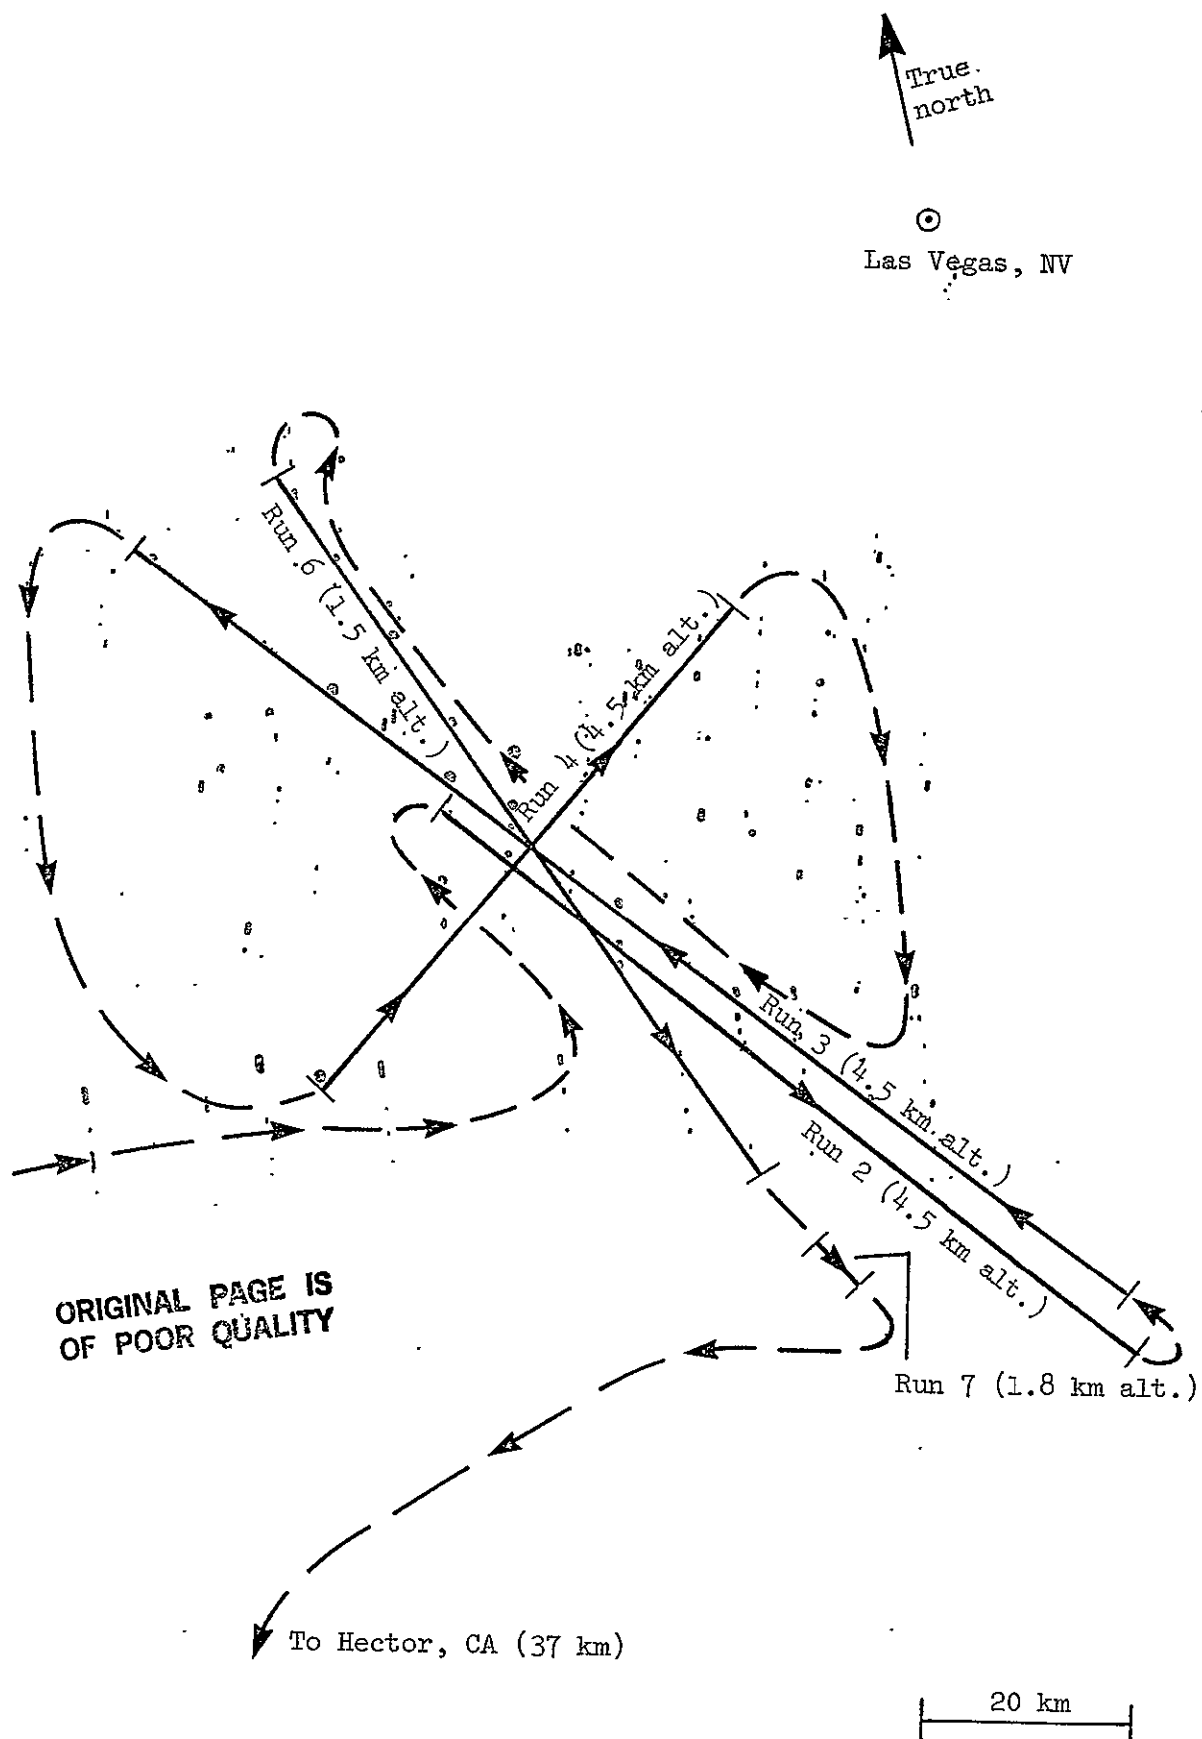 True
north
Las Vegas, NV
Run 6 (1.5 km alt.)
Run 4 (4.5 km alt.)
Run 3 (4.5 km alt.)
Run 2 (4.5 km alt.)
ORIGINAL PAGE IS
OF POOR QUALITY
Run 7 (1.8 km alt.)
To Hector, CA (37 km)
20 km